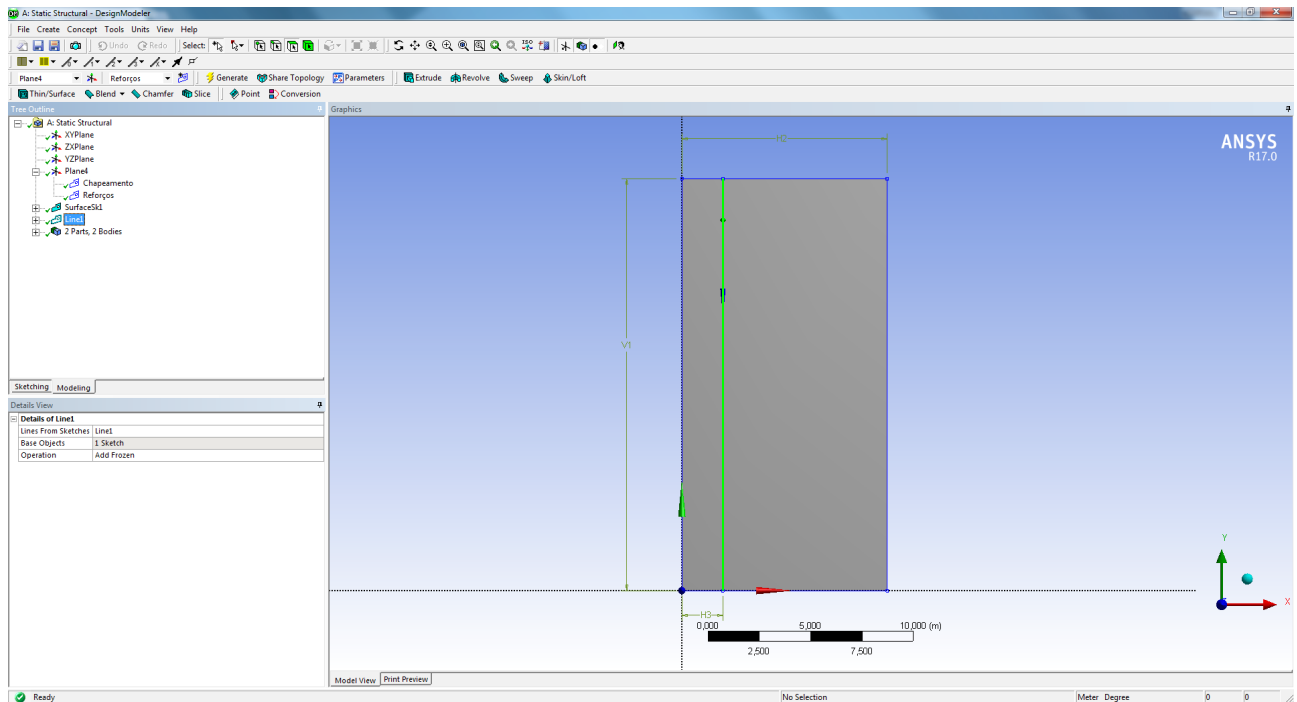 A: Static Structural - DesignModeler
File Create Concept Tools Units View Help
Undo Redo Select:
Plane4 Reforços Generate Share Topology Parameters Extrude Revolve Sweep Skin/Loft
Thin/Surface Blend Chamfer Slice Point Conversion
Tree Outline
A: Static Structural
XYPlane
ZXPlane
YZPlane
Plane4
Chapeamento
Reforços
SurfaceSk1
Line1
2 Parts, 2 Bodies
Sketching Modeling
Details View
Details of Line1
Lines From Sketches Line1
Base Objects 1 Sketch
Operation Add Frozen
Graphics
ANSYS
R17.0
H2
V1
H3
0,000 5,000 10,000 (m)
2,500 7,500
Y
X
Model View Print Preview
Ready No Selection Meter Degree 0 0